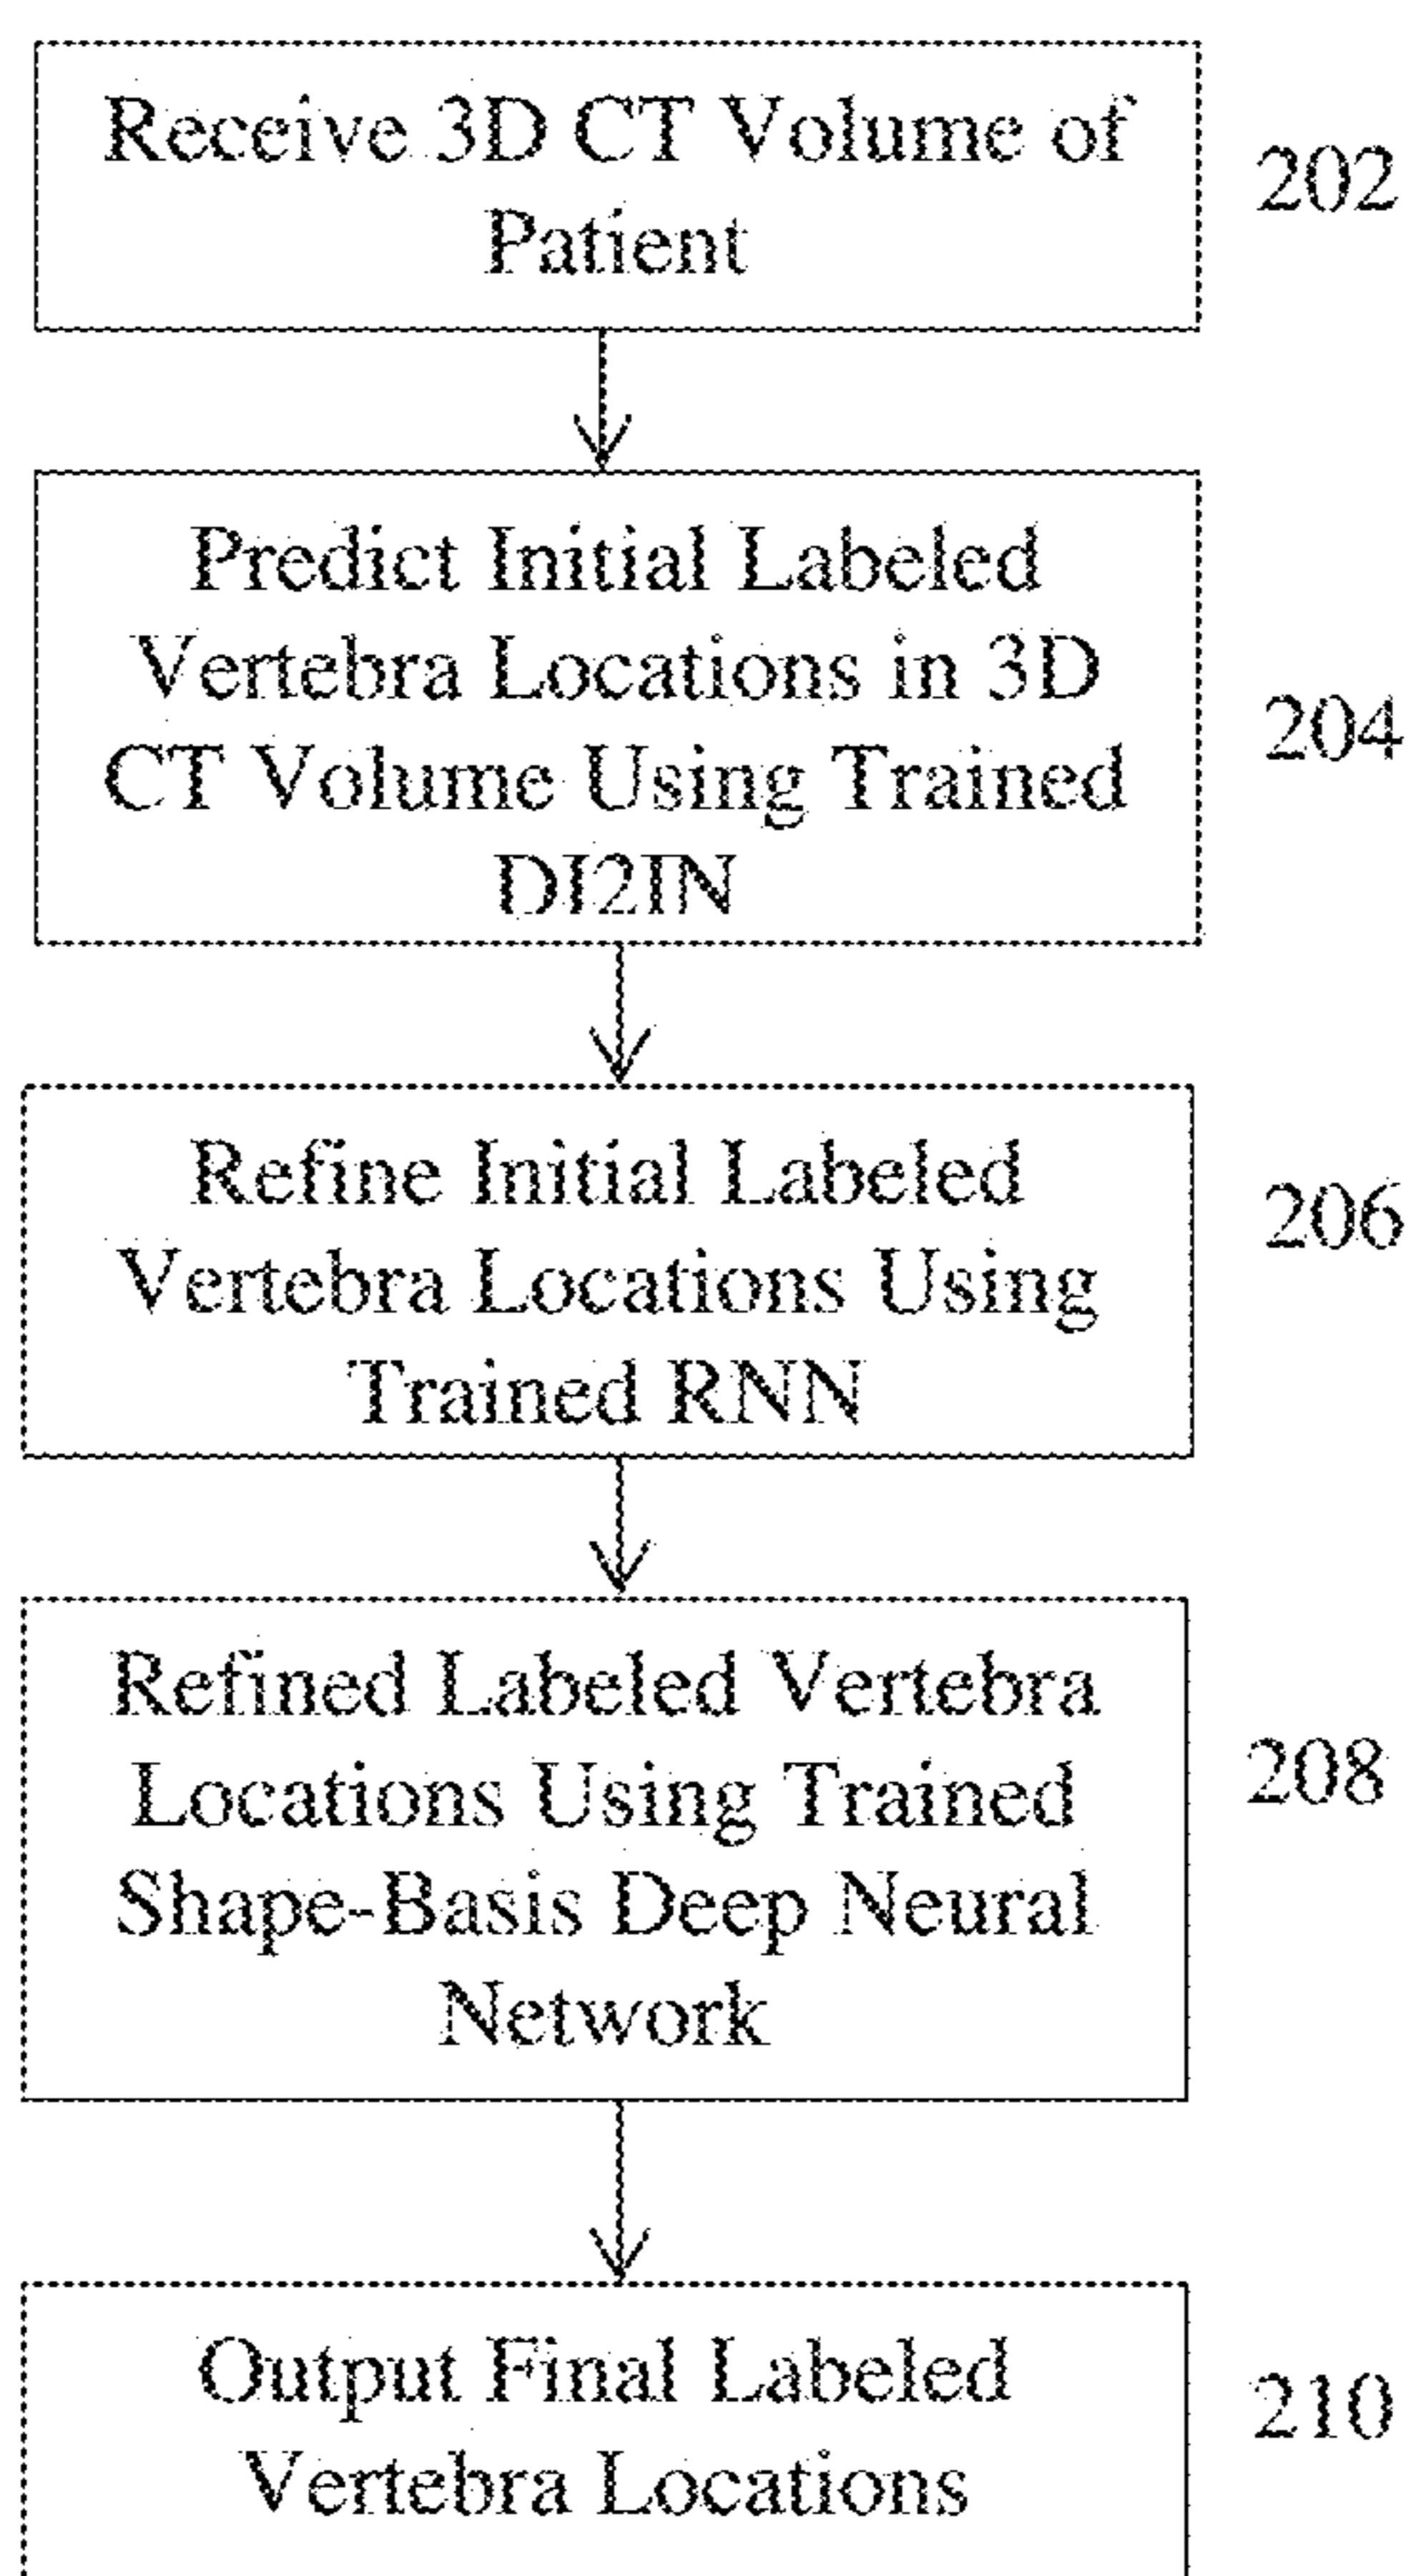 Receive 3D CT Volume of
Patient
202
Predict Initial Labeled
Vertebra Locations in 3D
CT Volume Using Trained
DI2IN
204
Refine Initial Labeled
Vertebra Locations Using
Trained RNN
206
Refined Labeled Vertebra
Locations Using Trained
Shape-Basis Deep Neural
Network
208
Output Final Labeled
Vertebra Locations
210